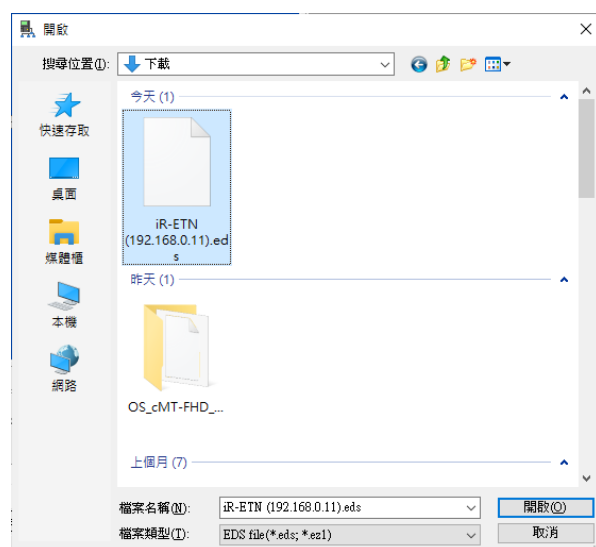 開啟
搜尋位置(I):
下載
快速存取
桌面
媒體櫃
本機
網路
今天 (1)
iR-ETN
(192.168.0.11).ed
s
昨天 (1)
OS_cMT-FHD_...
上個月 (7)
檔案名稱(N):
iR-ETN (192.168.0.11).eds
開啟(O)
檔案類型(T):
EDS file(*.eds; *.ez1)
取消